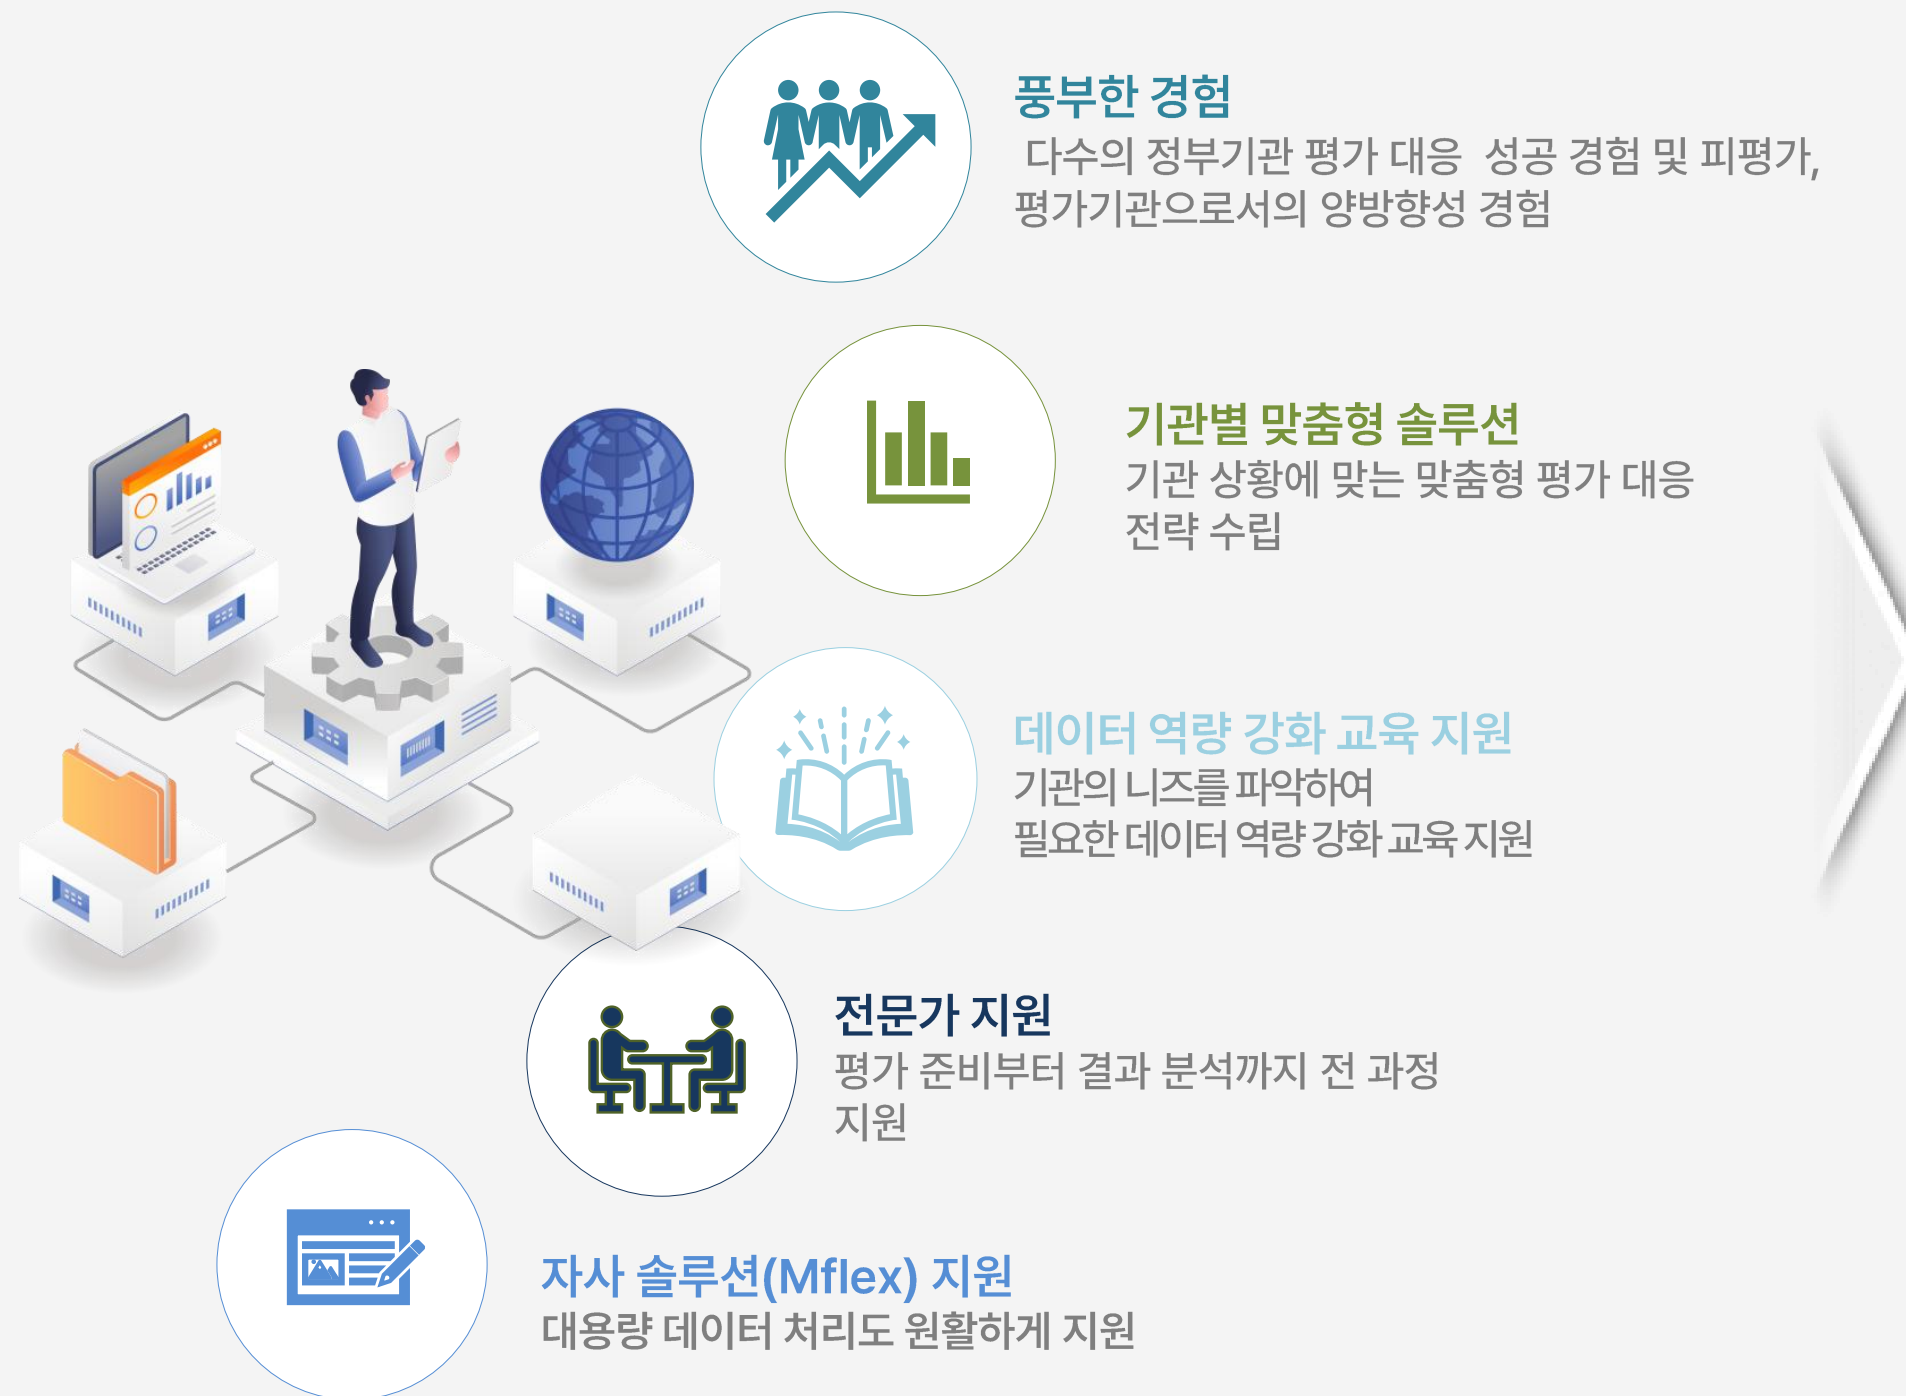 풍부한 경험
다수의 정부기관 평가 대응 성공 경험 및 피평가,
평가기관으로서의 양방향성 경험
기관별 맞춤형 솔루션
기관 상황에 맞는 맞춤형 평가 대응
전략 수립
데이터 역량 강화 교육 지원
기관의 니즈를 파악하여
필요한 데이터 역량 강화 교육 지원
전문가 지원
평가 준비부터 결과 분석까지 전 과정
지원
자사 솔루션(Mflex) 지원
대용량 데이터 처리도 원활하게 지원